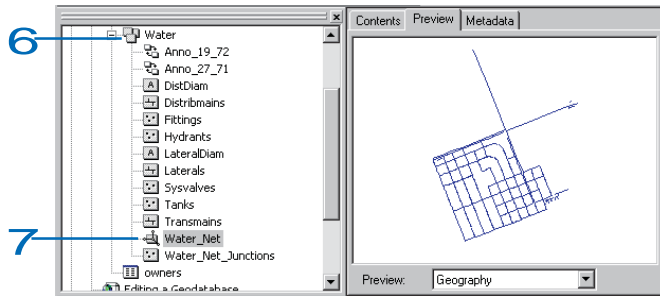 6
Water
Anno_19_72
Anno_27_71
A DistDiam
Distribmains
Fittings
Hydrants
A LateralDiam
Laterals
Sysvalves
Tanks
Transmains
7
Water_Net
Water_Net_Junctions
owners
Editing a Geodatabase
Contents Preview Metadata
Preview: Geography